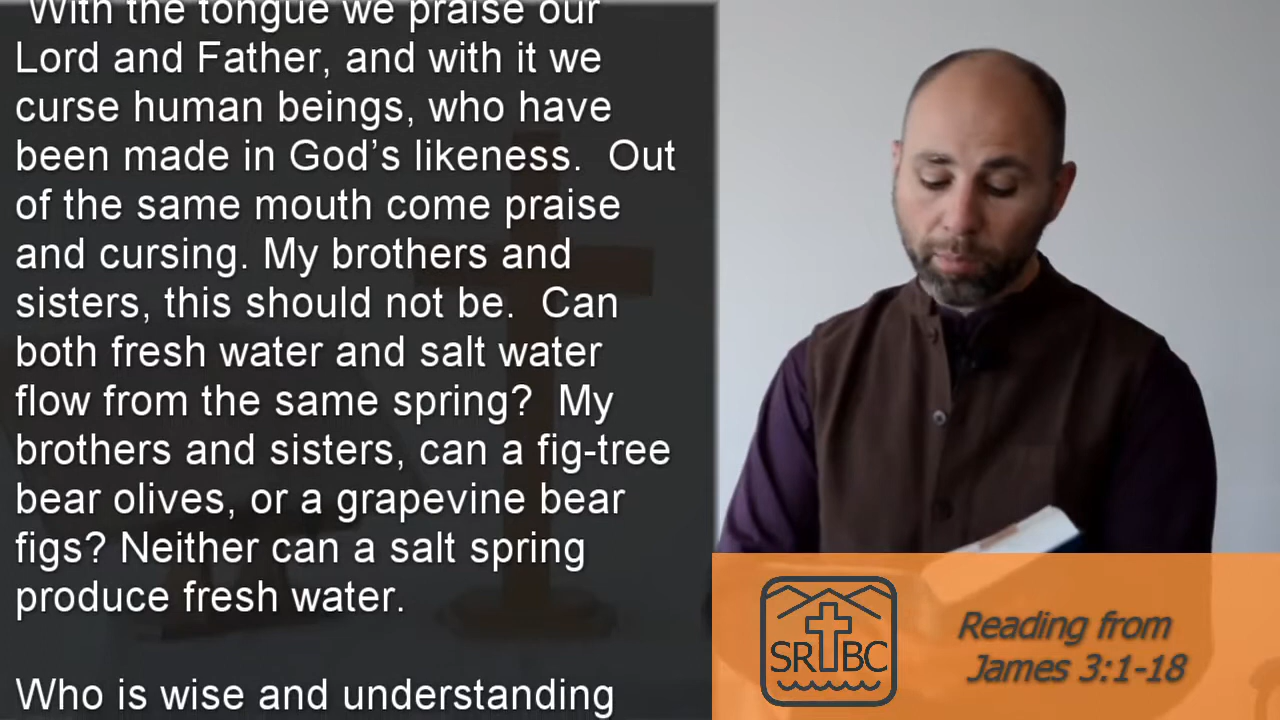 With the tongue we praise our
Lord and Father, and with it we
curse human beings, who have
been made in God’s likeness.  Out
of the same mouth come praise
and cursing. My brothers and
sisters, this should not be.  Can
both fresh water and salt water
flow from the same spring?  My
brothers and sisters, can a fig-tree
bear olives, or a grapevine bear
figs? Neither can a salt spring
produce fresh water.
Who is wise and understanding
SR BC
Reading from
James 3:1-18